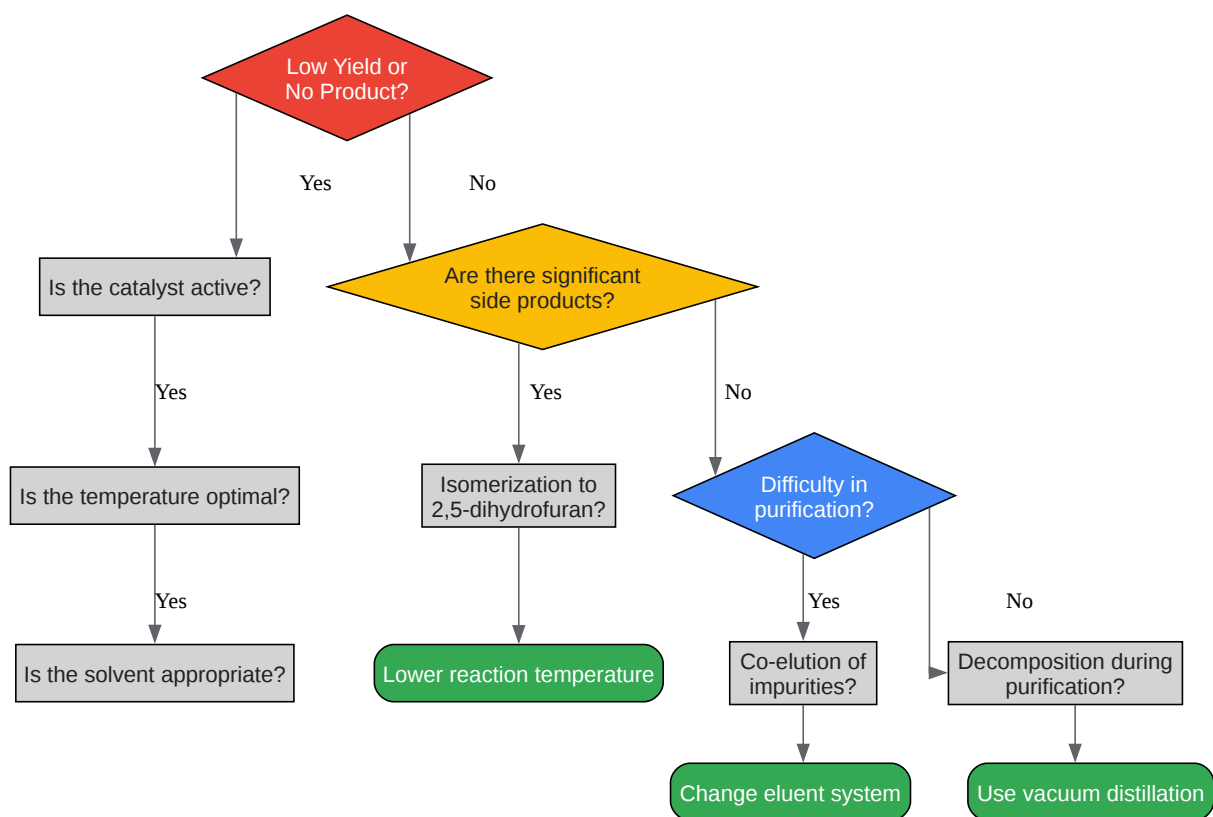 Low Yield or
No Product?
Yes
No
Is the catalyst active?
Are there significant
side products?
Yes
Yes
No
Is the temperature optimal?
Isomerization to
2,5-dihydrofuran?
Difficulty in
purification?
Yes
Yes
No
Is the solvent appropriate?
Lower reaction temperature
Co-elution of
impurities?
Decomposition during
purification?
Change eluent system
Use vacuum distillation